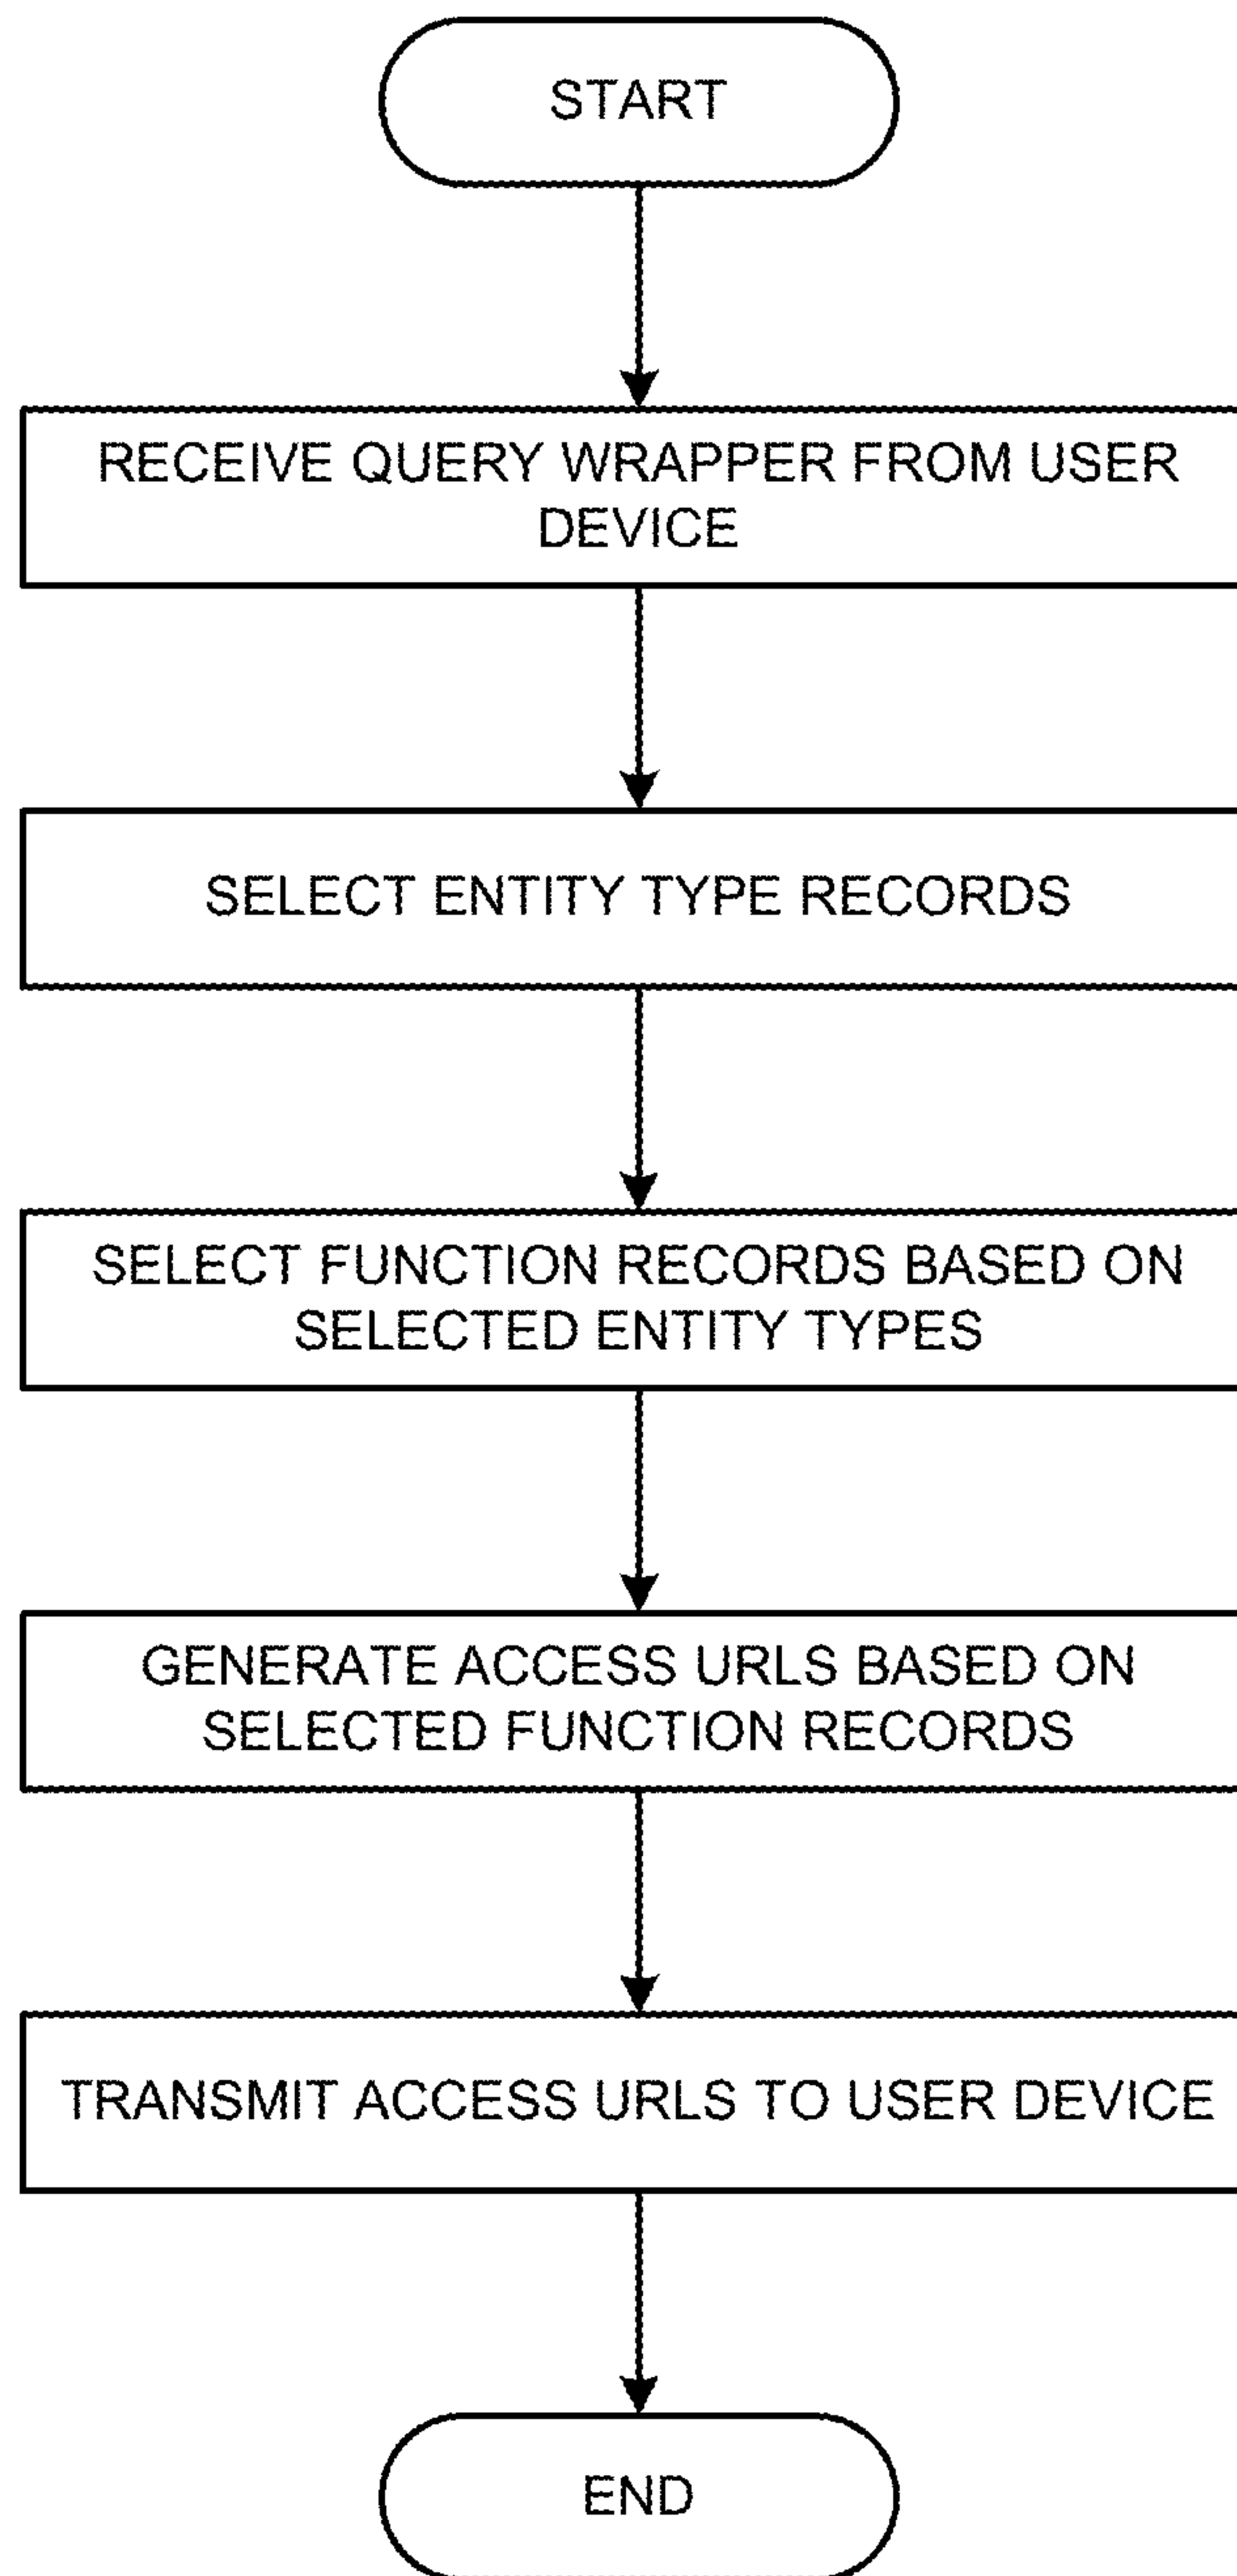 START
RECEIVE QUERY WRAPPER FROM USER
DEVICE
SELECT ENTITY TYPE RECORDS
SELECT FUNCTION RECORDS BASED ON
SELECTED ENTITY TYPES
GENERATE ACCESS URLS BASED ON
SELECTED FUNCTION RECORDS
TRANSMIT ACCESS URLS TO USER DEVICE
END